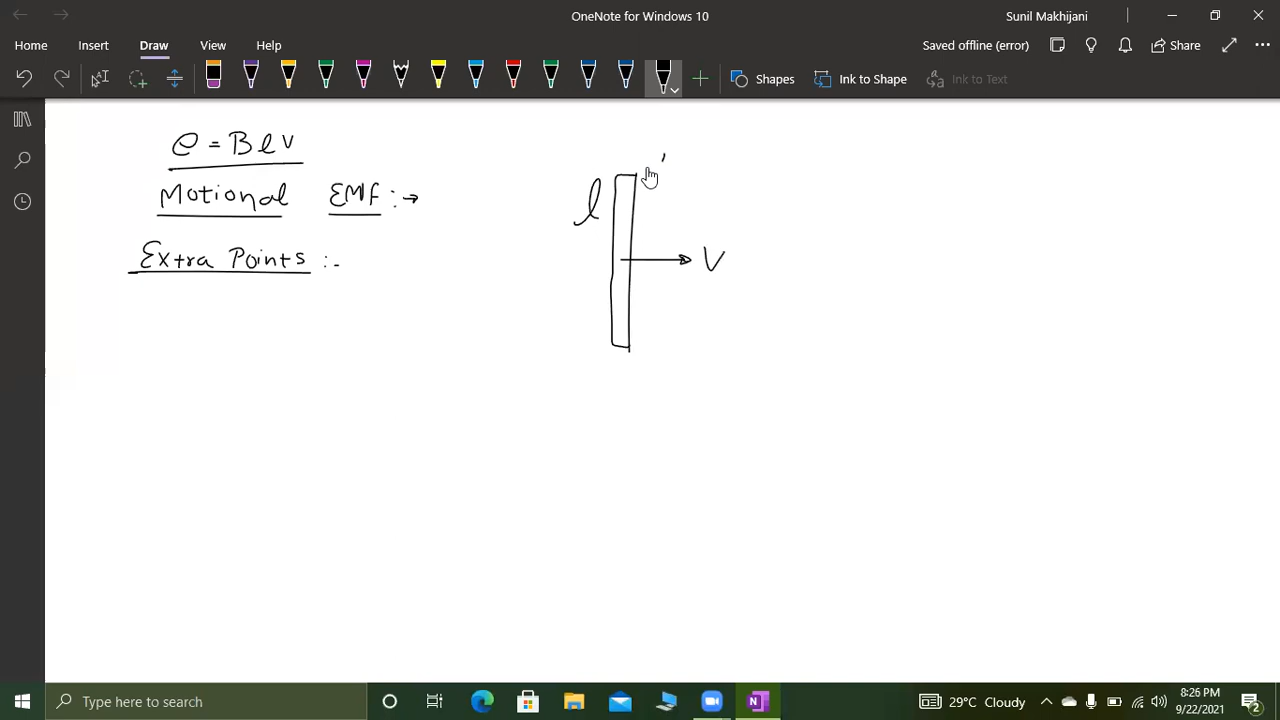 OneNote for Windows 10
Sunil Makhijani
Home Insert Draw View Help
Saved offline (error)
Share
Shapes
Ink to Shape
Ink to Text
e = B l v
Motional EMF :→
Extra Points :-
l
V
Type here to search
29°C Cloudy
8:26 PM
9/22/2021
2